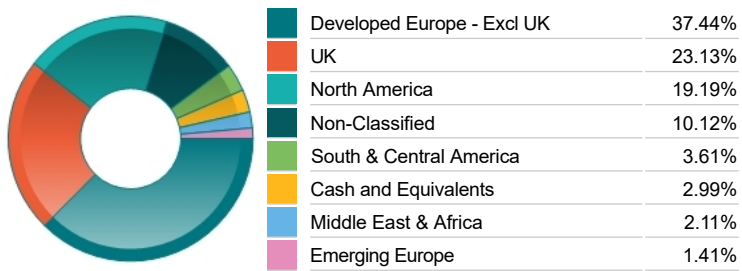 Developed Europe - Excl UK 37.44%
UK 23.13%
North America 19.19%
Non-Classified 10.12%
South & Central America 3.61%
Cash and Equivalents 2.99%
Middle East & Africa 2.11%
Emerging Europe 1.41%